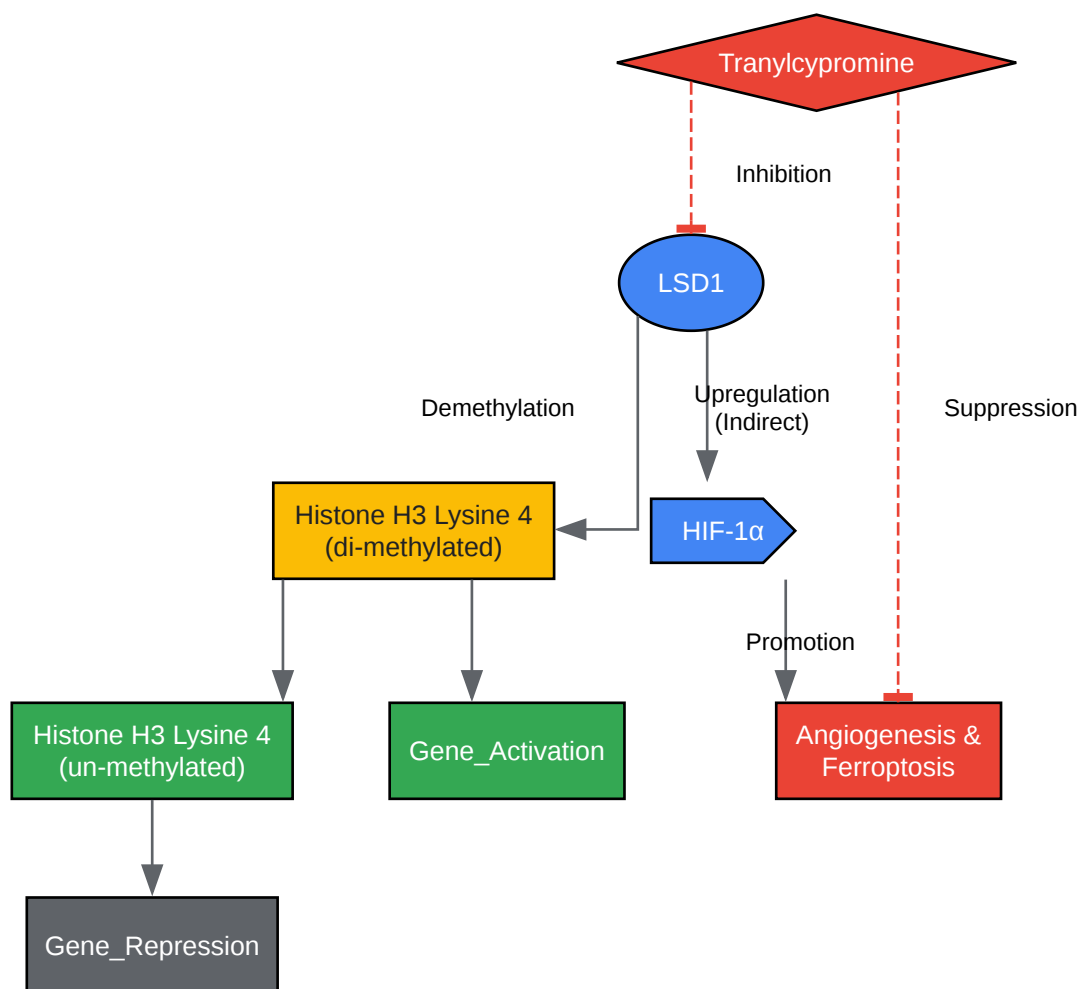 Tranylcypromine
Inhibition
LSD1
Demethylation
Upregulation
(Indirect)
Suppression
Histone H3 Lysine 4
(di-methylated)
HIF-1α
Promotion
Histone H3 Lysine 4
(un-methylated)
Gene_Activation
Angiogenesis &
Ferroptosis
Gene_Repression